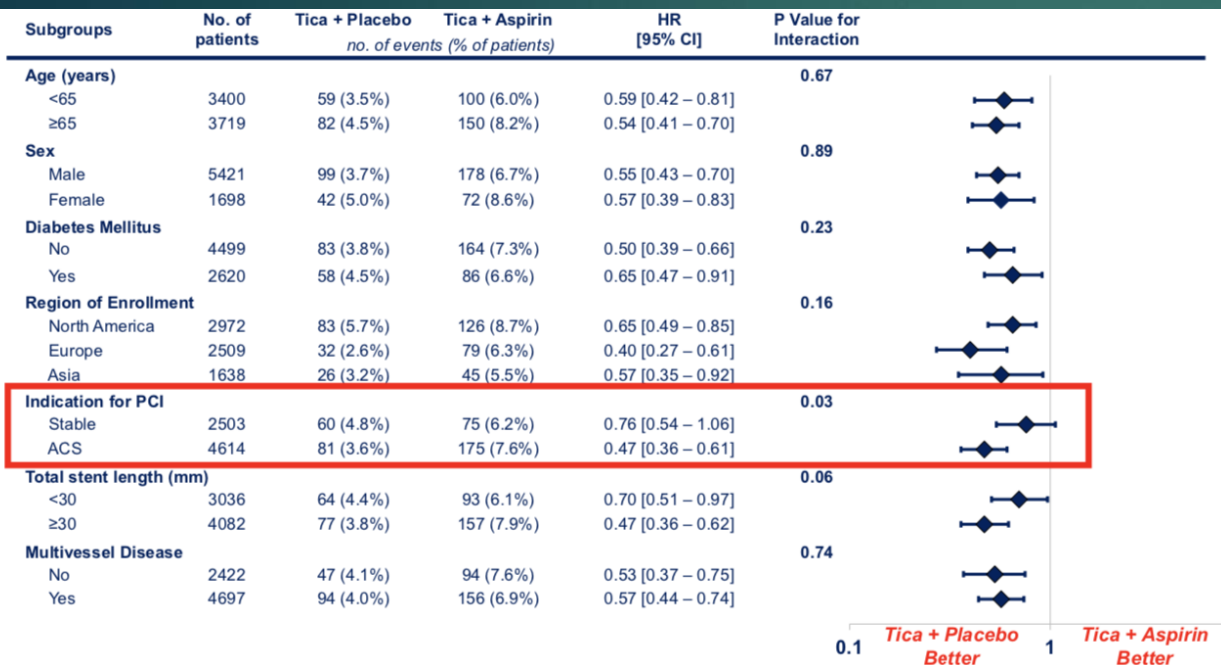 Subgroups No. of patients Tica + Placebo Tica + Aspirin HR [95% CI] P Value for Interaction
no. of events (% of patients)
Age (years) 0.67
<65 3400 59 (3.5%) 100 (6.0%) 0.59 [0.42 – 0.81]
≥65 3719 82 (4.5%) 150 (8.2%) 0.54 [0.41 – 0.70]
Sex 0.89
Male 5421 99 (3.7%) 178 (6.7%) 0.55 [0.43 – 0.70]
Female 1698 42 (5.0%) 72 (8.6%) 0.57 [0.39 – 0.83]
Diabetes Mellitus 0.23
No 4499 83 (3.8%) 164 (7.3%) 0.50 [0.39 – 0.66]
Yes 2620 58 (4.5%) 86 (6.6%) 0.65 [0.47 – 0.91]
Region of Enrollment 0.16
North America 2972 83 (5.7%) 126 (8.7%) 0.65 [0.49 – 0.85]
Europe 2509 32 (2.6%) 79 (6.3%) 0.40 [0.27 – 0.61]
Asia 1638 26 (3.2%) 45 (5.5%) 0.57 [0.35 – 0.92]
Indication for PCI 0.03
Stable 2503 60 (4.8%) 75 (6.2%) 0.76 [0.54 – 1.06]
ACS 4614 81 (3.6%) 175 (7.6%) 0.47 [0.36 – 0.61]
Total stent length (mm) 0.06
<30 3036 64 (4.4%) 93 (6.1%) 0.70 [0.51 – 0.97]
≥30 4082 77 (3.8%) 157 (7.9%) 0.47 [0.36 – 0.62]
Multivessel Disease 0.74
No 2422 47 (4.1%) 94 (7.6%) 0.53 [0.37 – 0.75]
Yes 4697 94 (4.0%) 156 (6.9%) 0.57 [0.44 – 0.74]
0.1 Tica + Placebo Better 1 Tica + Aspirin Better